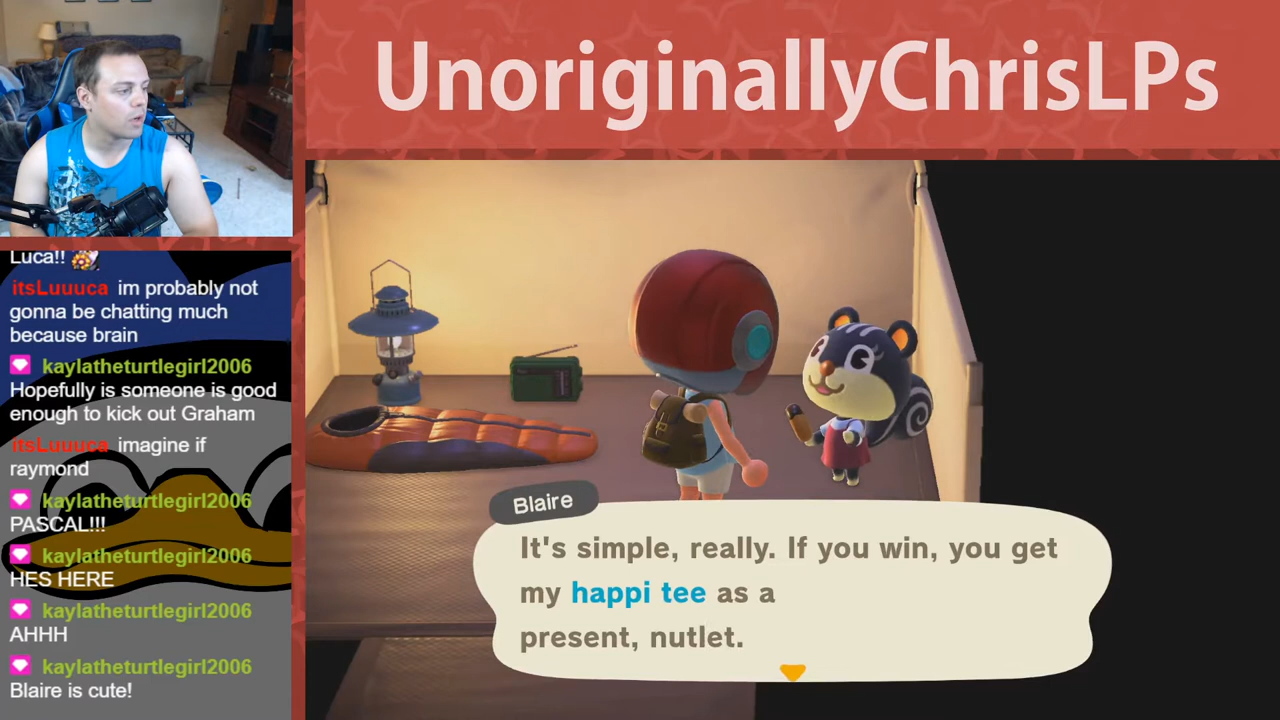 UnoriginallyChrisLPs
Luca!!
itsLuuuca im probably not
gonna be chatting much
because brain
kaylatheturtlegirl2006
Hopefully is someone is good
enough to kick out Graham
itsLuuuca imagine if
raymond
kaylatheturtlegirl2006
PASCAL!!!
kaylatheturtlegirl2006
HES HERE
kaylatheturtlegirl2006
AHHH
kaylatheturtlegirl2006
Blaire is cute!
Blaire
It's simple, really. If you win, you get
my happi tee as a
present, nutlet.